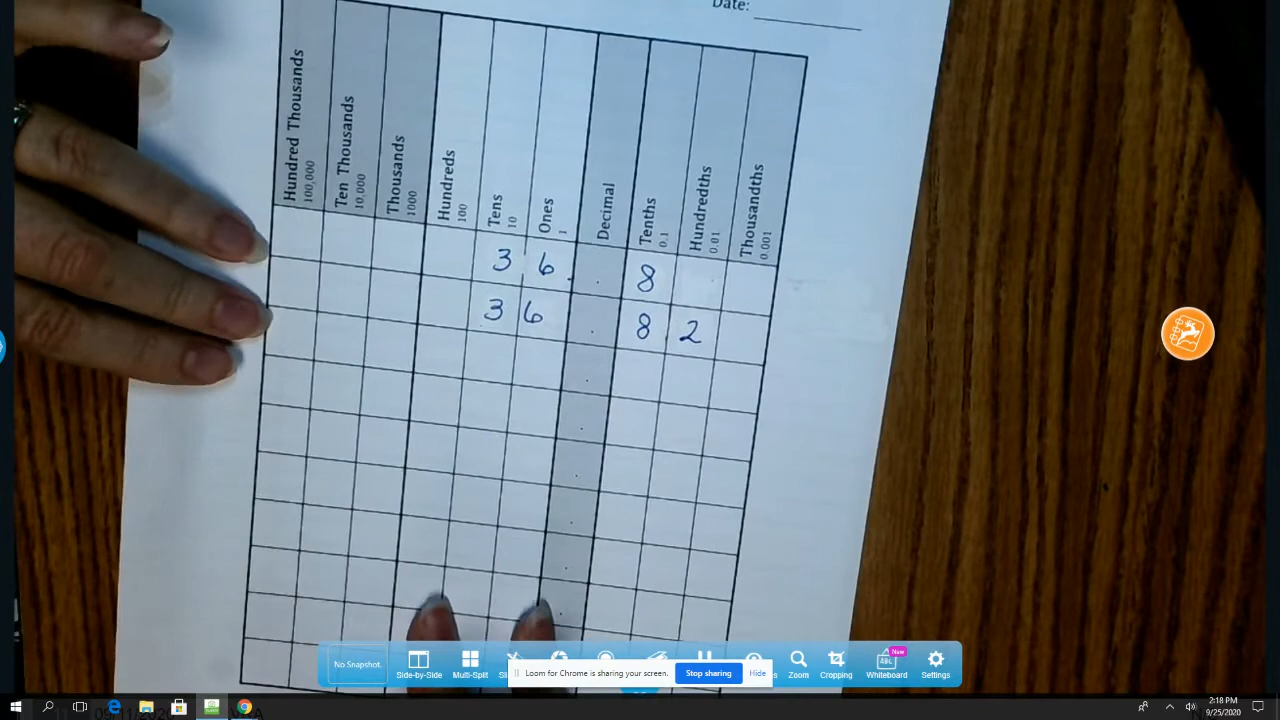 Date:
Hundred Thousands
100,000
Ten Thousands
10,000
Thousands
1000
Hundreds
100
Tens
10
Ones
1
Decimal
Tenths
0.1
Hundredths
0.01
Thousandths
0.001
3 6 . 8
3 6 . 8 2
No Snapshot.
Side-by-Side
Multi-Split
Zoom
Cropping
New
ABC
Whiteboard
Settings
Loom for Chrome is sharing your screen.
Stop sharing
Hide
2:18 PM
9/25/2020